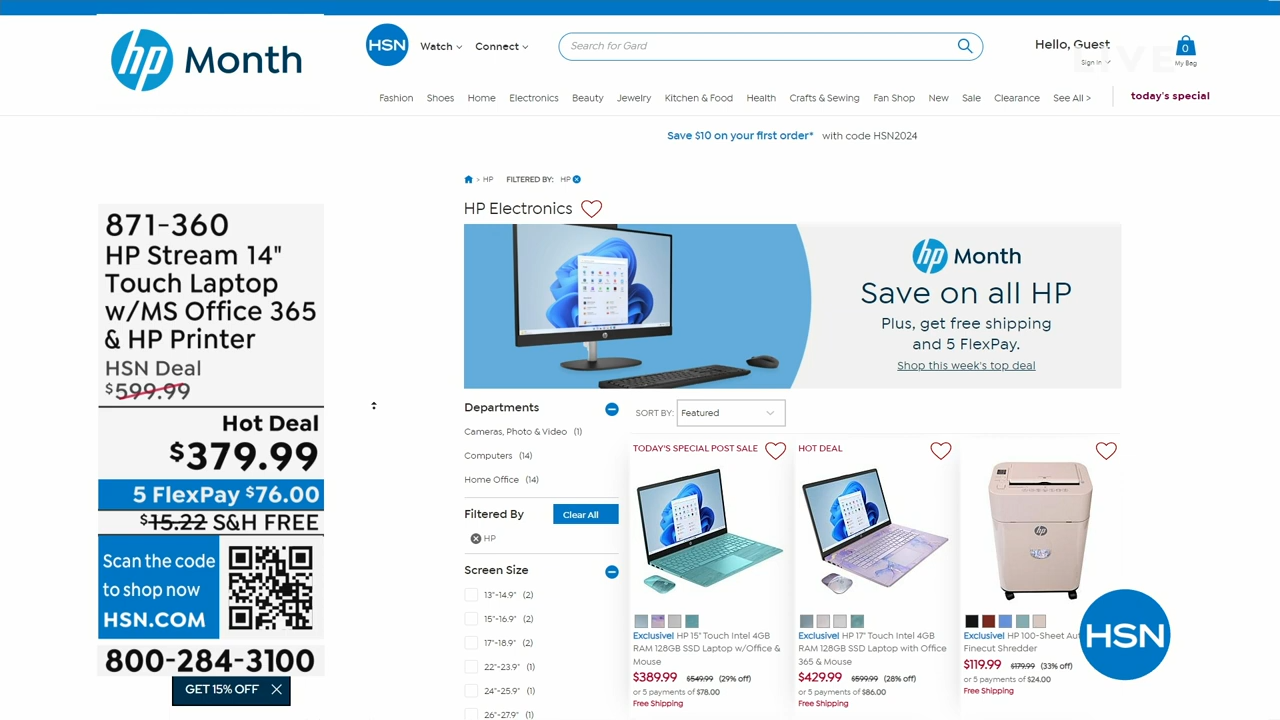 hp Month
HSN
Watch
Connect
Search for Gard
Hello, Guest
Sign In
0
My Bag
LIVE
Fashion
Shoes
Home
Electronics
Beauty
Jewelry
Kitchen & Food
Health
Crafts & Sewing
Fan Shop
New
Sale
Clearance
See All >
today's special
Save $10 on your first order* with code HSN2024
> HP FILTERED BY: HP
HP Electronics
hp Month
Save on all HP
Plus, get free shipping
and 5 FlexPay.
Shop this week's top deal
871-360
HP Stream 14"
Touch Laptop
w/MS Office 365
& HP Printer
HSN Deal
$599.99
Hot Deal
$379.99
5 FlexPay $76.00
$15.22 S&H FREE
Scan the code
to shop now
HSN.COM
800-284-3100
GET 15% OFF
Departments
Cameras, Photo & Video (1)
Computers (14)
Home Office (14)
Filtered By
Clear All
HP
Screen Size
13"-14.9" (2)
15"-16.9" (2)
17"-18.9" (2)
22"-23.9" (1)
24"-25.9" (1)
26"-27.9" (1)
SORT BY: Featured
TODAY'S SPECIAL POST SALE
Exclusive! HP 15" Touch Intel 4GB
RAM 128GB SSD Laptop w/Office &
Mouse
$389.99 $549.99 (29% off)
or 5 payments of $78.00
Free Shipping
HOT DEAL
Exclusive! HP 17" Touch Intel 4GB
RAM 128GB SSD Laptop with Office
365 & Mouse
$429.99 $599.99 (28% off)
or 5 payments of $86.00
Free Shipping
hp
Exclusive! HP 100-Sheet
Finecut Shredder
$119.99 $179.99 (33% off)
or 5 payments of $24.00
Free Shipping
HSN